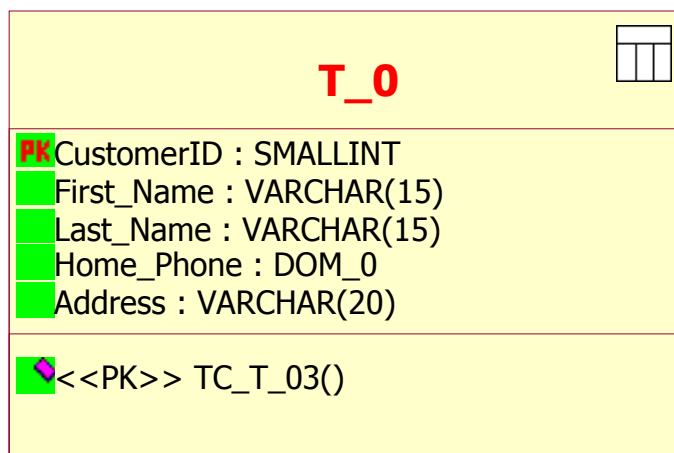 T_0
PK CustomerID : SMALLINT
First_Name : VARCHAR(15)
Last_Name : VARCHAR(15)
Home_Phone : DOM_0
Address : VARCHAR(20)
<<PK>> TC_T_03()